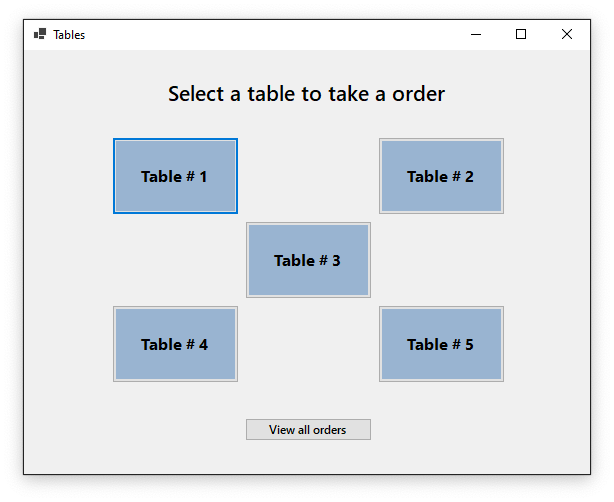 Tables
Select a table to take a order
Table # 1
Table # 2
Table # 3
Table # 4
Table # 5
View all orders